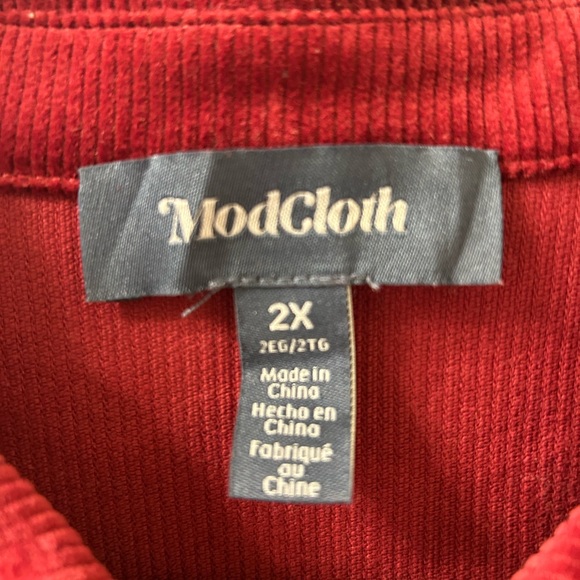 ModCloth
2X
2EG/2TG
Made in
China
Hecho en
China
Fabriqué
au
Chine